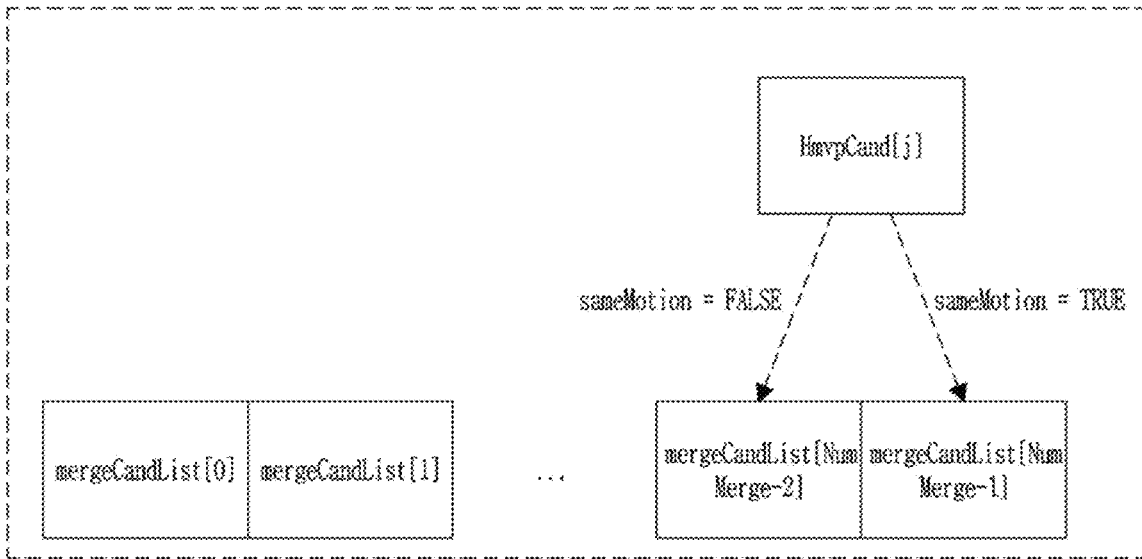 HmvpCand[j]
sameMotion = FALSE sameMotion = TRUE
mergeCandList[0] mergeCandList[1] ... mergeCandList[Num mergeCandList[Num
Merge-2] Merge-1]